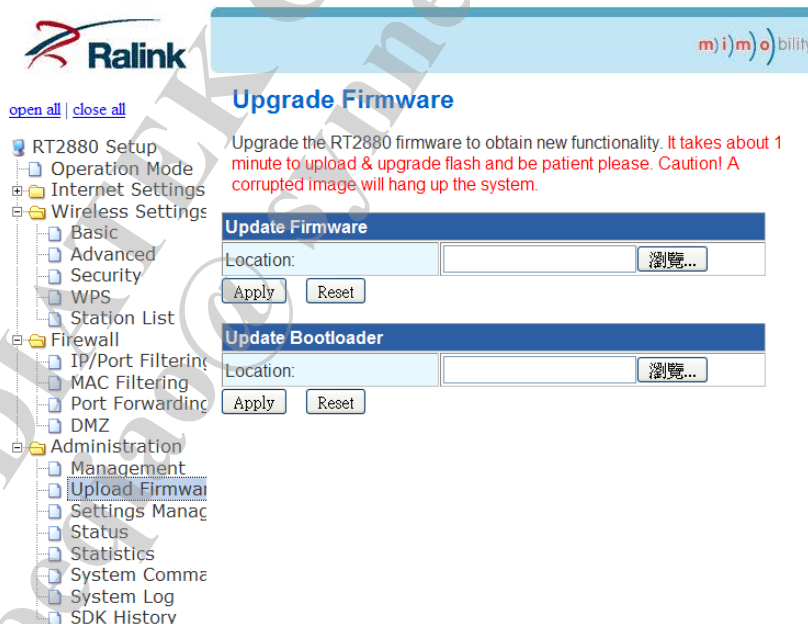 Ralink
m)i)m)o)bility
open all | close all
RT2880 Setup
Operation Mode
Internet Settings
Wireless Settings
Basic
Advanced
Security
WPS
Station List
Firewall
IP/Port Filtering
MAC Filtering
Port Forwarding
DMZ
Administration
Management
Upload Firmwar
Settings Manag
Status
Statistics
System Comma
System Log
SDK History
Upgrade Firmware
Upgrade the RT2880 firmware to obtain new functionality. It takes about 1
minute to upload & upgrade flash and be patient please. Caution! A
corrupted image will hang up the system.
Update Firmware
Location:
瀏覽...
Apply
Reset
Update Bootloader
Location:
瀏覽...
Apply
Reset